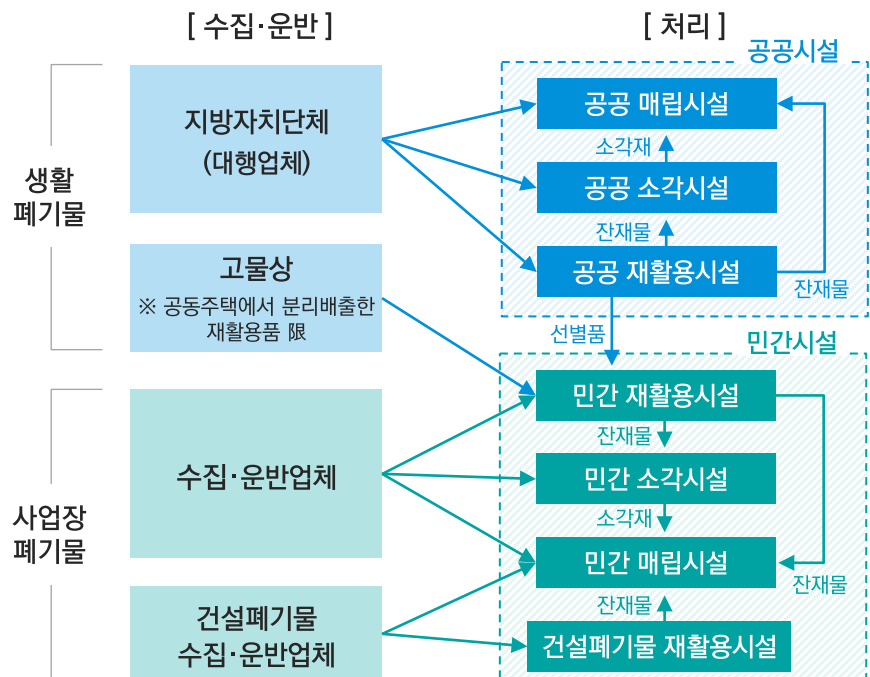 [ 수집·운반 ]
[ 처리 ]
공공시설
생활
폐기물
지방자치단체
(대행업체)
고물상
※ 공동주택에서 분리배출한
재활용품 限
공공 매립시설
소각재
공공 소각시설
잔재물
공공 재활용시설
잔재물
선별품
민간시설
사업장
폐기물
수집·운반업체
건설폐기물
수집·운반업체
민간 재활용시설
잔재물
민간 소각시설
소각재
민간 매립시설
잔재물
잔재물
건설폐기물 재활용시설